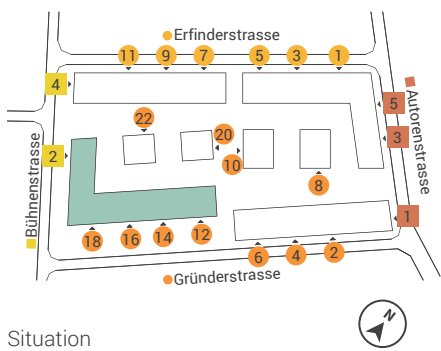 Erfinderstrasse
11 9 7 5 3 1
4
5
Autorenstrasse
22
20
3
2
10
8
Bühnenstrasse
1
18 16 14 12
6 4 2
Gründerstrasse
N
Situation